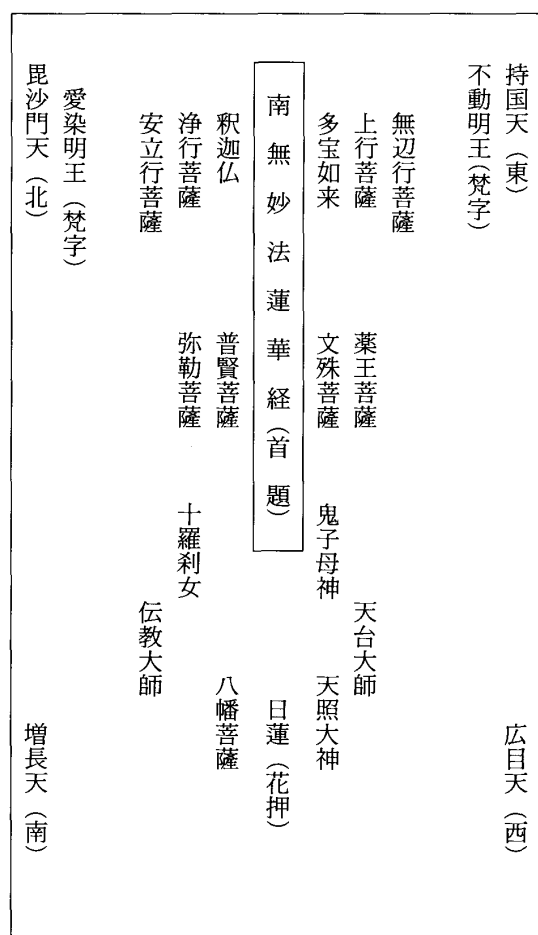 持国天（東）
広目天（西）
不動明王（梵字）
無辺行菩薩
上行菩薩
薬王菩薩
天台大師
多宝如来
文殊菩薩
鬼子母神
天照大神
南無妙法蓮華経（首題）
日蓮（花押）
釈迦仏
普賢菩薩
八幡菩薩
浄行菩薩
弥勒菩薩
十羅刹女
安立行菩薩
伝教大師
愛染明王（梵字）
毘沙門天（北）
増長天（南）